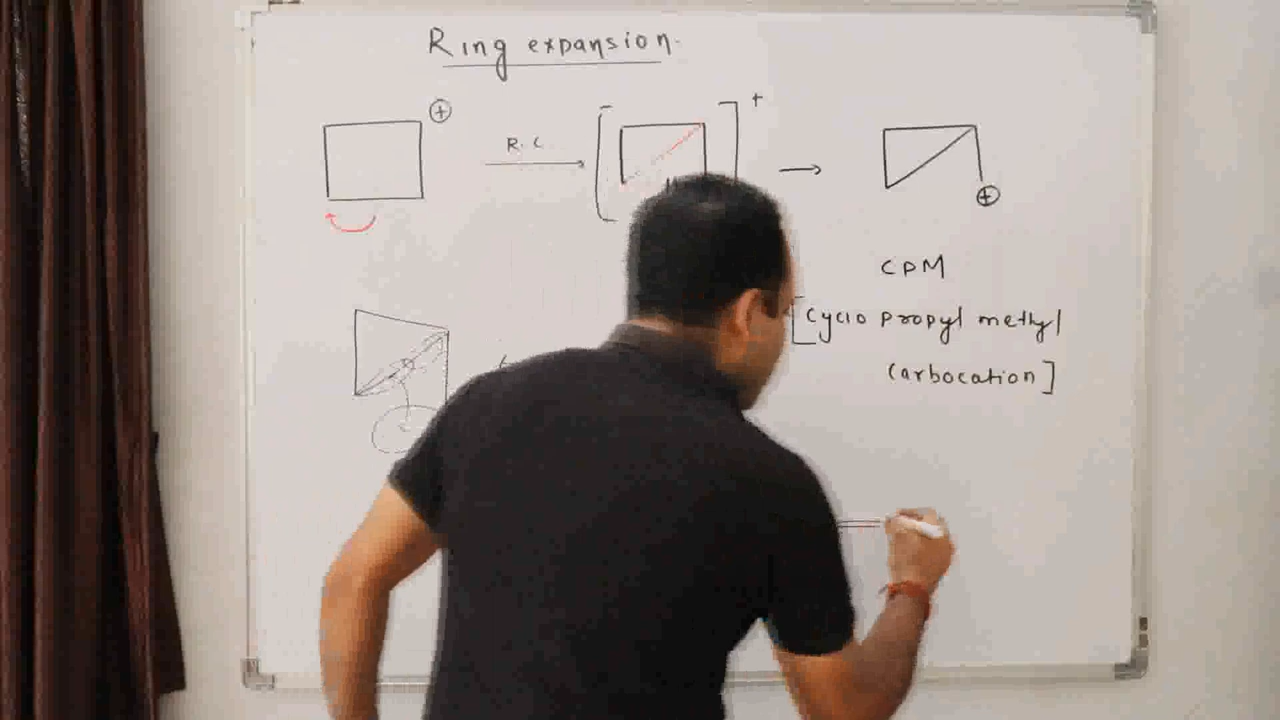 Ring expansion.
⊕
R.C
+
⊕
CPM
[Cyclo propyl methyl
Carbocation]